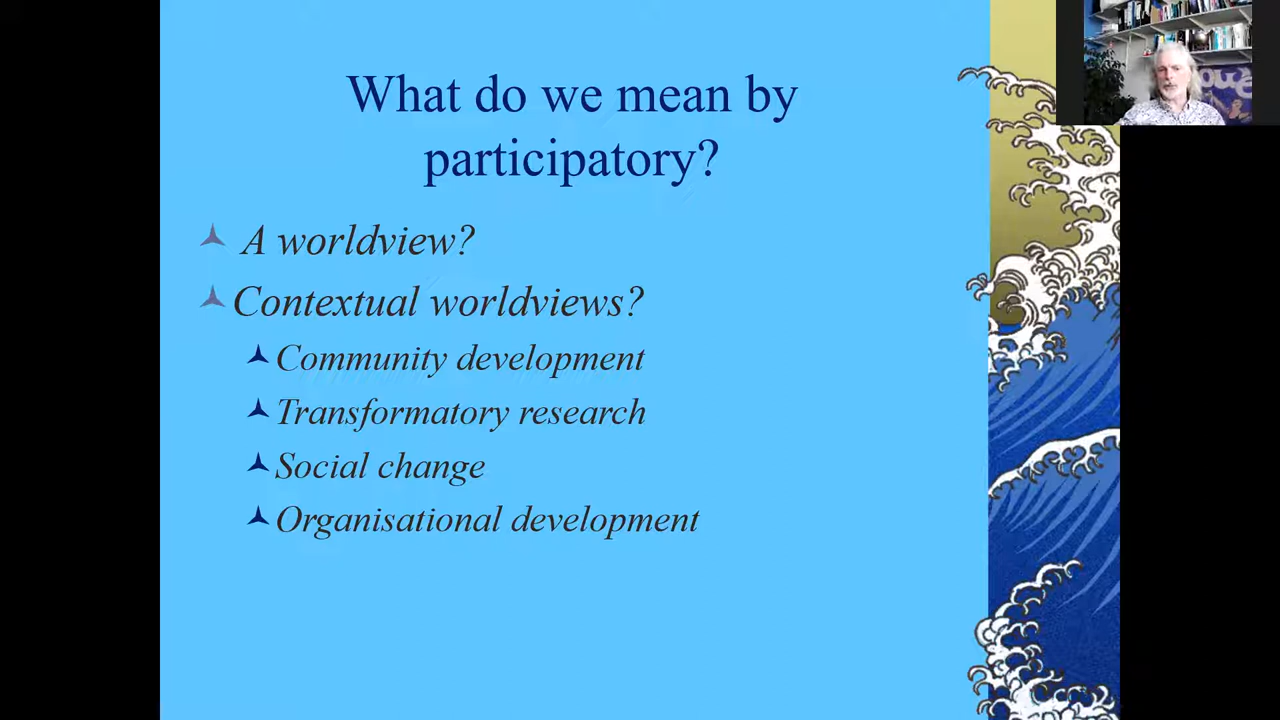 What do we mean by
participatory?
A worldview?
Contextual worldviews?
Community development
Transformatory research
Social change
Organisational development